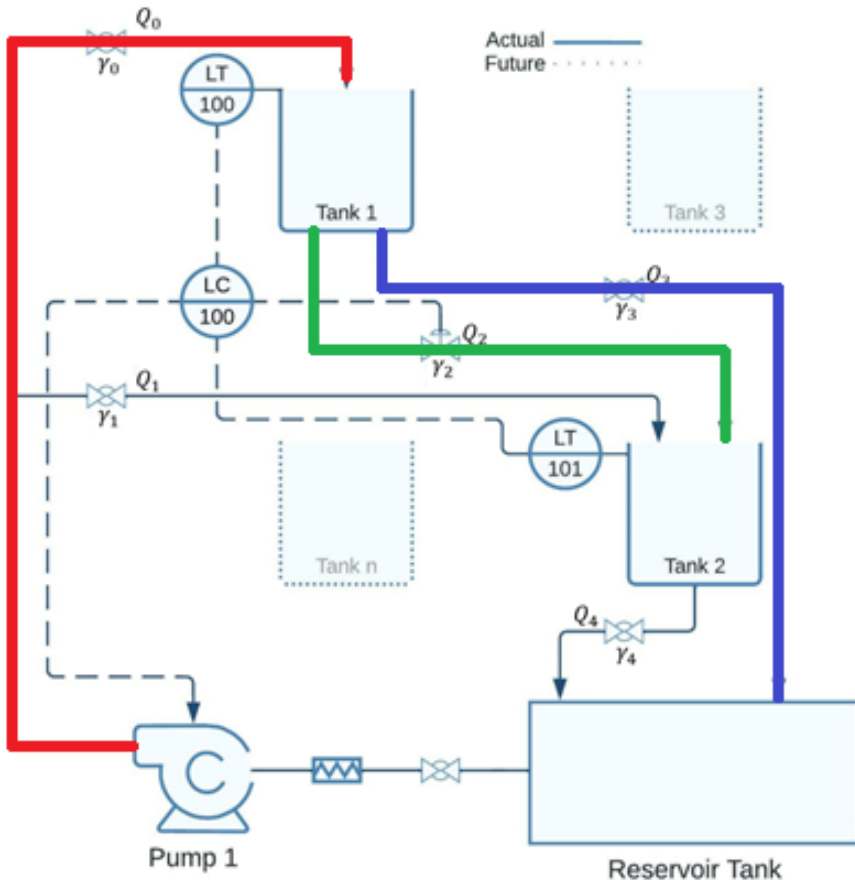 Q₀
γ₀
Actual
Future
LT
100
Tank 1
Tank 3
LC
100
Q₃
γ₃
Q₂
γ₂
Q₁
γ₁
LT
101
Tank n
Tank 2
Q₄
γ₄
Pump 1
Reservoir Tank